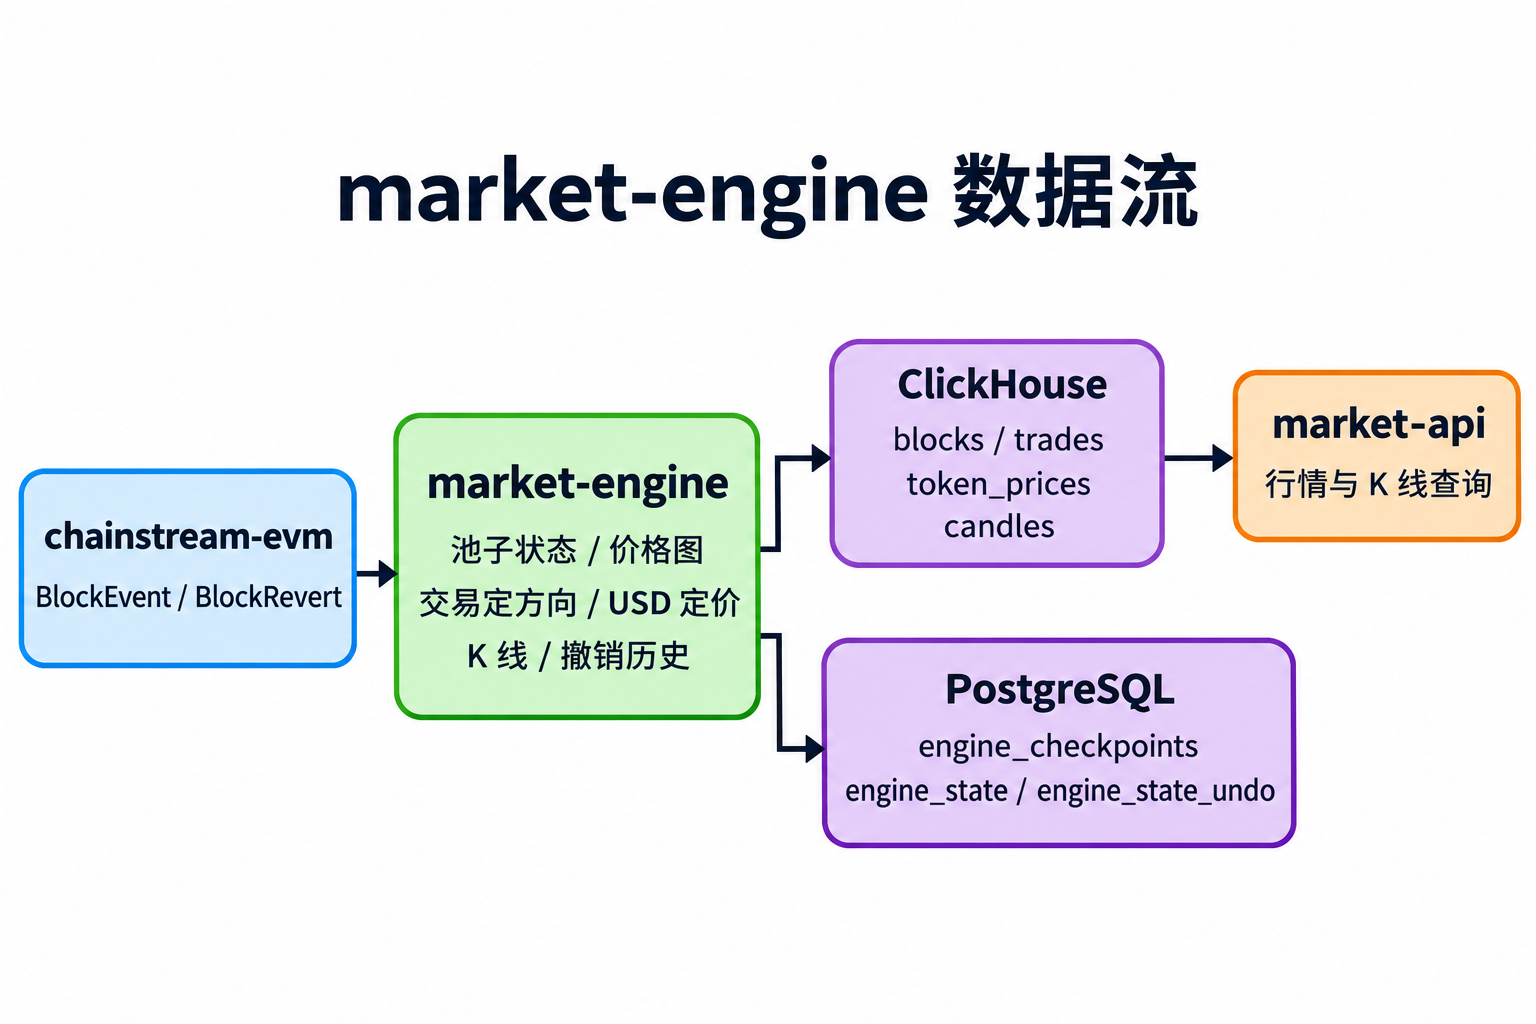 market-engine 数据流
chainstream-evm
BlockEvent / BlockRevert
market-engine
池子状态 / 价格图
交易定方向 / USD 定价
K 线 / 撤销历史
ClickHouse
blocks / trades
token_prices
candles
market-api
行情与 K 线查询
PostgreSQL
engine_checkpoints
engine_state / engine_state_undo